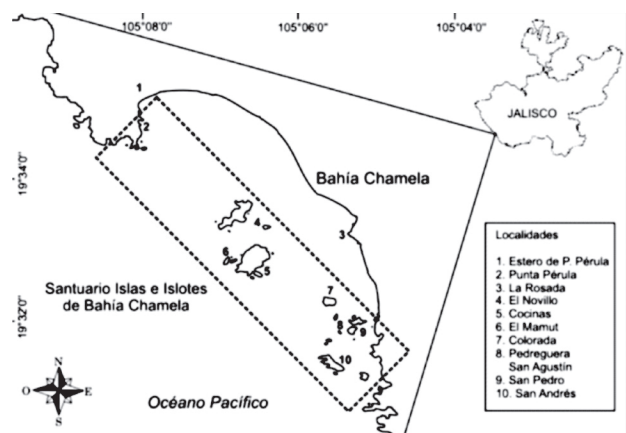 105°08'0" 105°06'0" 105°04'0"
19°34'0"
19°32'0"
JALISCO
Bahía Chamela
Santuario Islas e Islotes
de Bahía Chamela
Océano Pacífico
1
2
3
4
5
6
7
8
9
10
N
O E
S
Localidades
1. Estero de P. Pérula
2. Punta Pérula
3. La Rosada
4. El Novillo
5. Cocinas
6. El Mamut
7. Colorada
8. Pedreguera
San Agustín
9. San Pedro
10. San Andrés